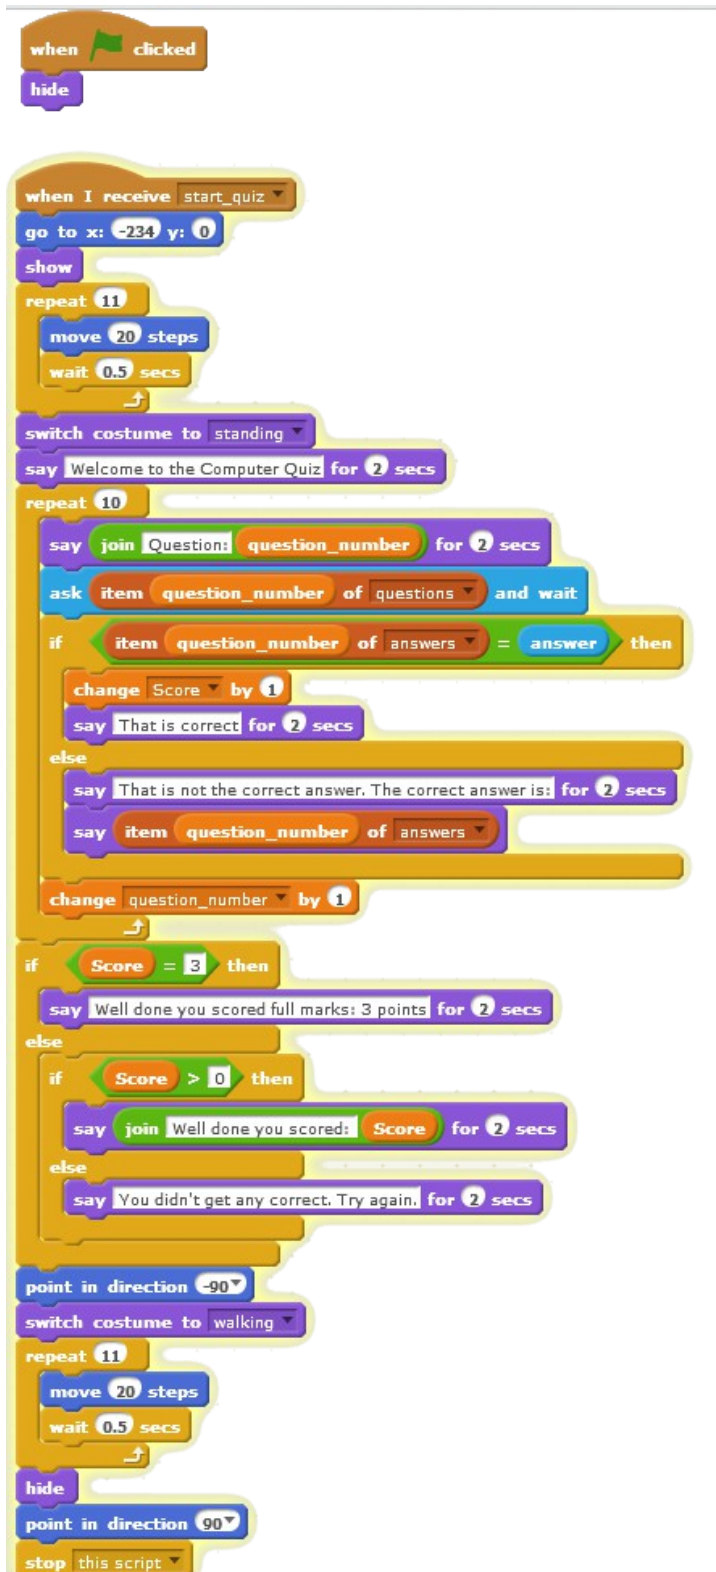 when clicked
hide
when I receive start_quiz
go to x: -234 y: 0
show
repeat 11
move 20 steps
wait 0.5 secs
switch costume to standing
say Welcome to the Computer Quiz for 2 secs
repeat 10
say join Question: question_number for 2 secs
ask item question_number of questions and wait
if item question_number of answers = answer then
change Score by 1
say That is correct for 2 secs
else
say That is not the correct answer. The correct answer is: for 2 secs
say item question_number of answers
change question_number by 1
if Score = 3 then
say Well done you scored full marks: 3 points for 2 secs
else
if Score > 0 then
say join Well done you scored: Score for 2 secs
else
say You didn't get any correct. Try again. for 2 secs
point in direction -90
switch costume to walking
repeat 11
move 20 steps
wait 0.5 secs
hide
point in direction 90
stop this script